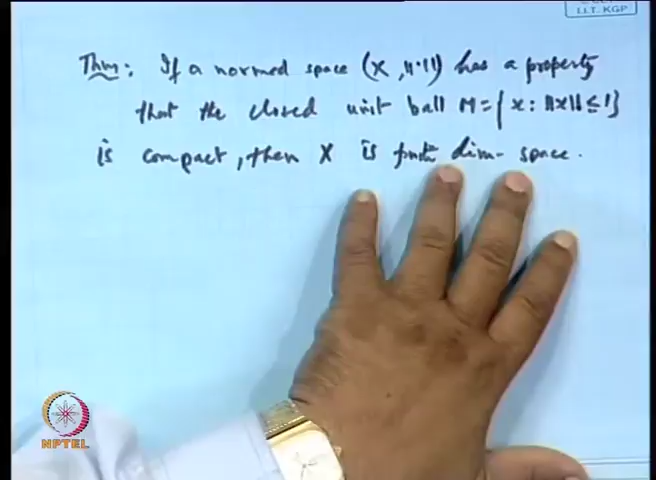 Thm: If a normed space (X, ||·||) has a property
that the closed unit ball M = {x : ||x|| ≤ 1}
is compact, then X is finite dim- space.
I.I.T. KGP
NPTEL